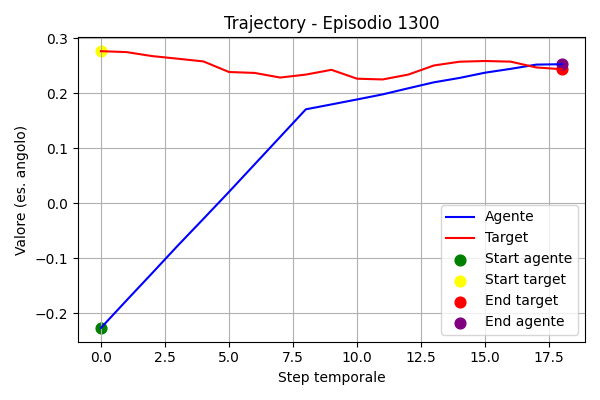 Trajectory - Episodio 1300
Valore (es. angolo)
0.3
0.2
0.1
0.0
−0.1
−0.2
Agente
Target
Start agente
Start target
End target
End agente
0.0 2.5 5.0 7.5 10.0 12.5 15.0 17.5
Step temporale